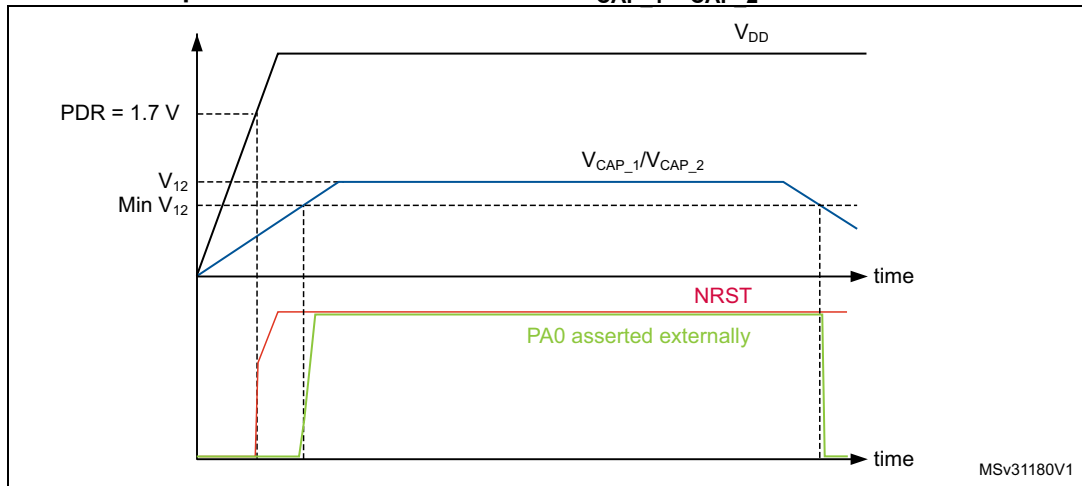 V_DD
PDR = 1.7 V
V_CAP_1/V_CAP_2
V_12
Min V_12
time
NRST
PA0 asserted externally
time
MSv31180V1